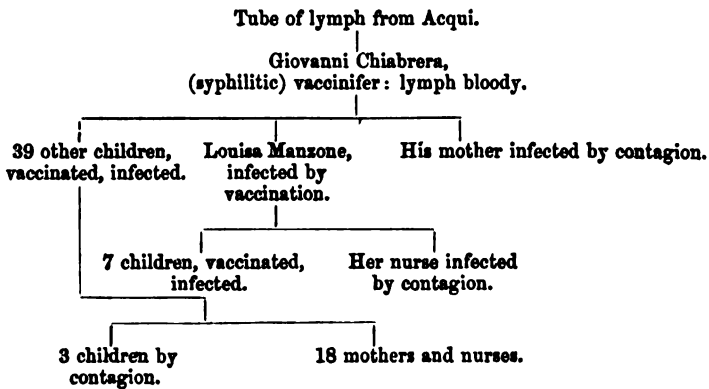 Tube of lymph from Acqui.
Giovanni Chiabrera,
(syphilitic) vaccinifer: lymph bloody.
39 other children,
vaccinated, infected.
Louisa Manzone,
infected by
vaccination.
His mother infected by contagion.
7 children, vaccinated,
infected.
Her nurse infected
by contagion.
3 children by
contagion.
18 mothers and nurses.